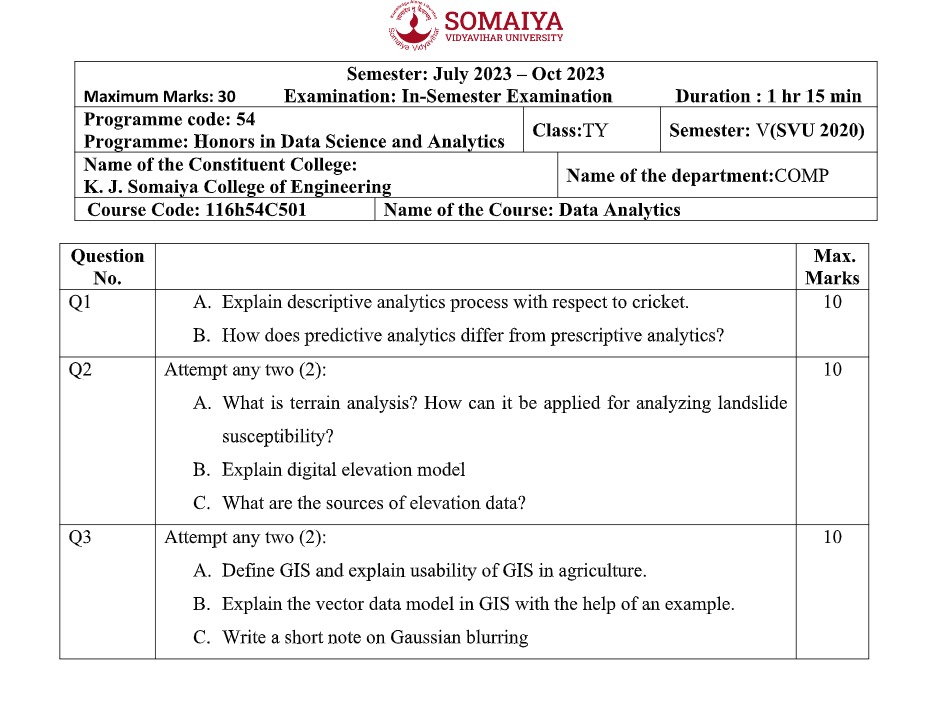 SOMAIYA
VIDYAVIHAR UNIVERSITY
Somaiya Vidyavihar
Semester: July 2023 – Oct 2023
Maximum Marks: 30 Examination: In-Semester Examination Duration : 1 hr 15 min
Programme code: 54
Programme: Honors in Data Science and Analytics
Class:TY
Semester: V(SVU 2020)
Name of the Constituent College:
K. J. Somaiya College of Engineering
Name of the department:COMP
Course Code: 116h54C501
Name of the Course: Data Analytics
Question
No.
Max.
Marks
Q1
A. Explain descriptive analytics process with respect to cricket.
10
B. How does predictive analytics differ from prescriptive analytics?
Q2
Attempt any two (2):
10
A. What is terrain analysis? How can it be applied for analyzing landslide
susceptibility?
B. Explain digital elevation model
C. What are the sources of elevation data?
Q3
Attempt any two (2):
10
A. Define GIS and explain usability of GIS in agriculture.
B. Explain the vector data model in GIS with the help of an example.
C. Write a short note on Gaussian blurring